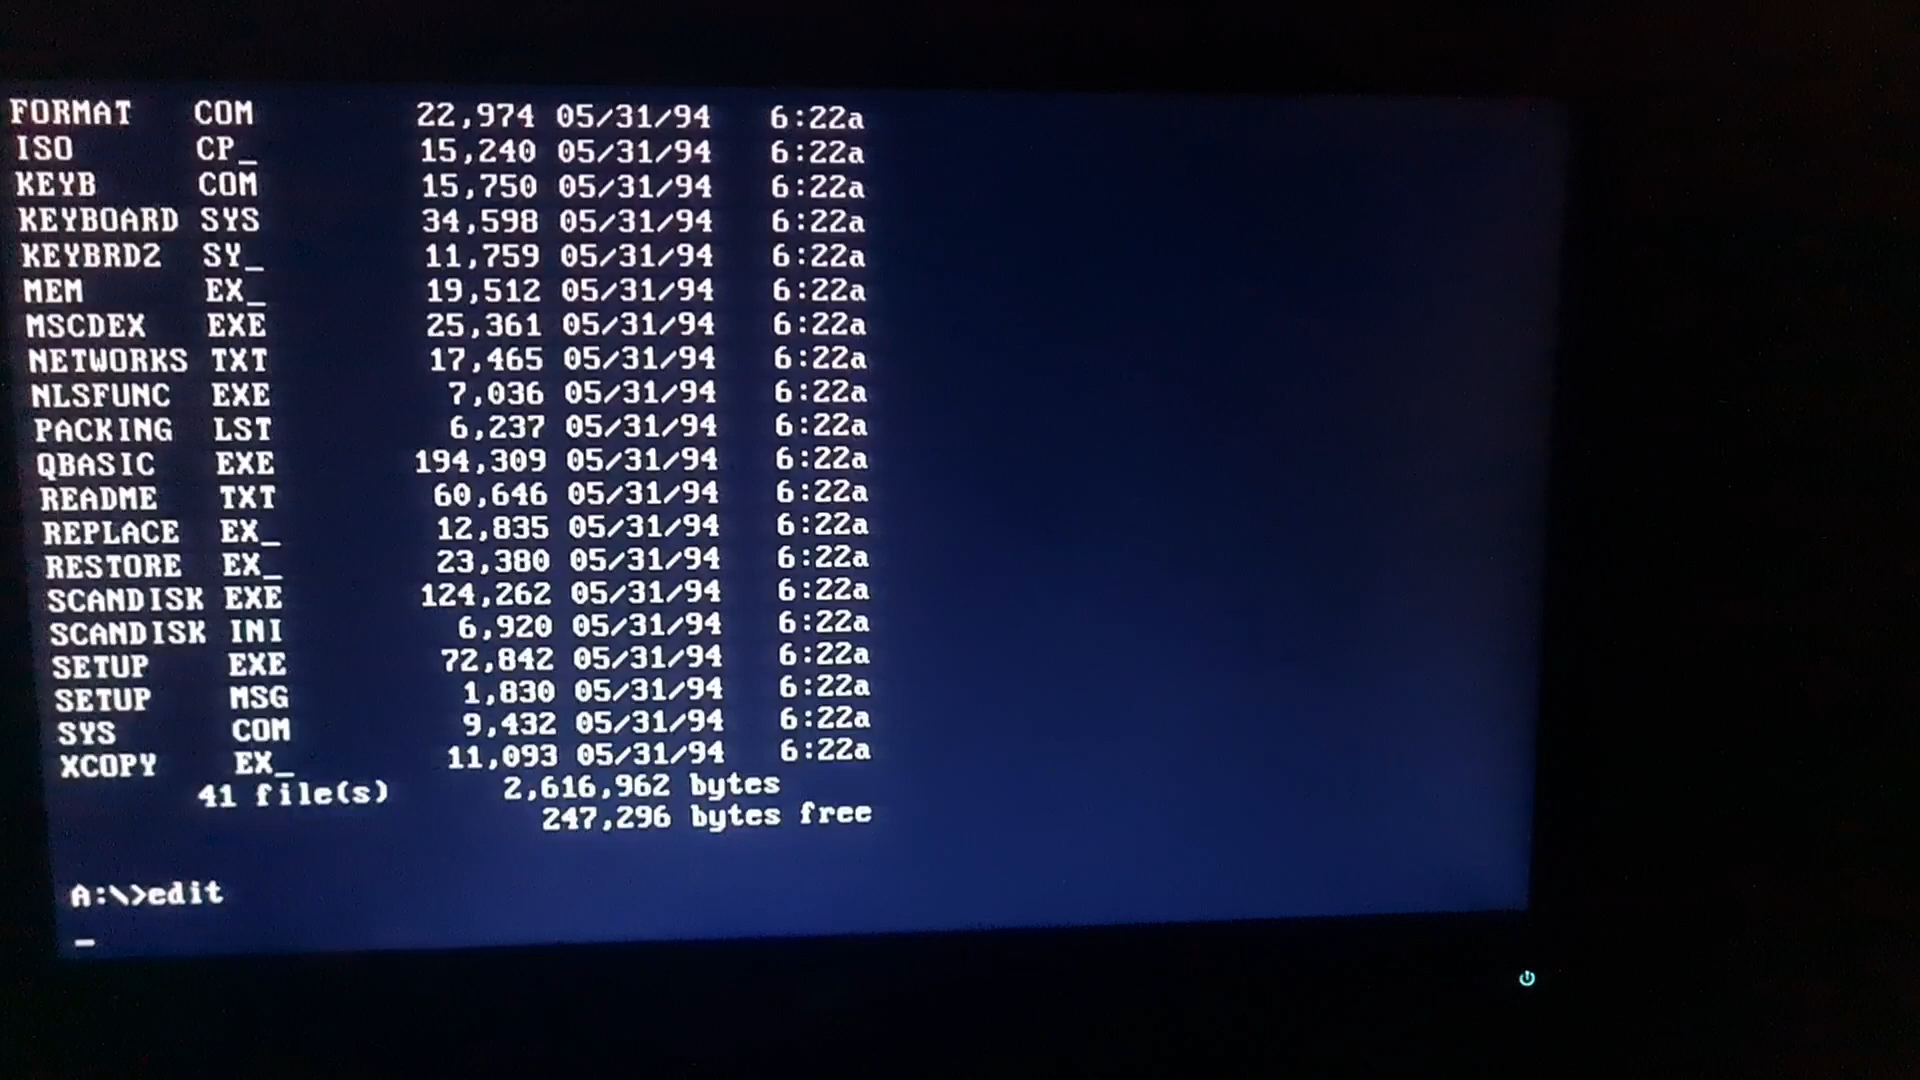 FORMAT COM 22,974 05/31/94 6:22a
ISO CP_ 15,240 05/31/94 6:22a
KEYB COM 15,750 05/31/94 6:22a
KEYBOARD SYS 34,598 05/31/94 6:22a
KEYBRD2 SY_ 11,759 05/31/94 6:22a
MEM EX_ 19,512 05/31/94 6:22a
MSCDEX EXE 25,361 05/31/94 6:22a
NETWORKS TXT 17,465 05/31/94 6:22a
NLSFUNC EXE 7,036 05/31/94 6:22a
PACKING LST 6,237 05/31/94 6:22a
QBASIC EXE 194,309 05/31/94 6:22a
README TXT 60,646 05/31/94 6:22a
REPLACE EX_ 12,835 05/31/94 6:22a
RESTORE EX_ 23,380 05/31/94 6:22a
SCANDISK EXE 124,262 05/31/94 6:22a
SCANDISK INI 6,920 05/31/94 6:22a
SETUP EXE 72,842 05/31/94 6:22a
SETUP MSG 1,830 05/31/94 6:22a
SYS COM 9,432 05/31/94 6:22a
XCOPY EX_ 11,093 05/31/94 6:22a
41 file(s) 2,616,962 bytes
247,296 bytes free
A:\>edit
_